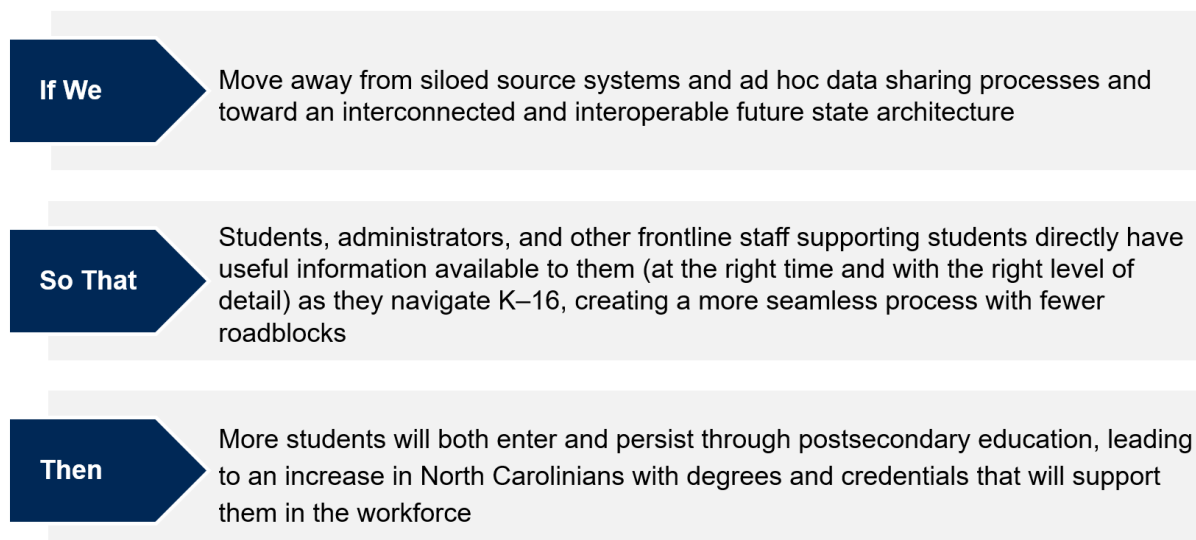 If We
Move away from siloed source systems and ad hoc data sharing processes and
toward an interconnected and interoperable future state architecture
So That
Students, administrators, and other frontline staff supporting students directly have
useful information available to them (at the right time and with the right level of
detail) as they navigate K–16, creating a more seamless process with fewer
roadblocks
Then
More students will both enter and persist through postsecondary education, leading
to an increase in North Carolinians with degrees and credentials that will support
them in the workforce